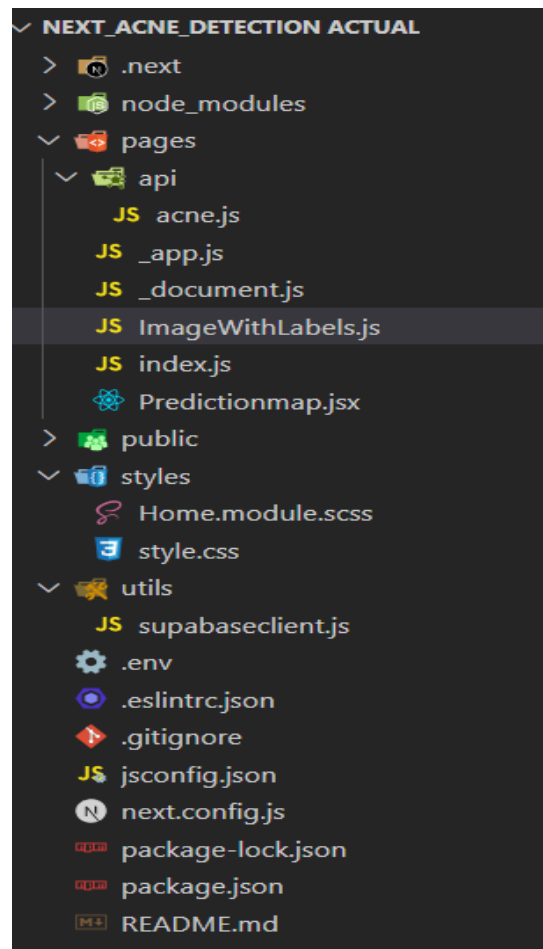 NEXT_ACNE_DETECTION ACTUAL
.next
node_modules
pages
api
JS acne.js
JS _app.js
JS _document.js
JS ImageWithLabels.js
JS index.js
Predictionmap.jsx
public
styles
Home.module.scss
style.css
utils
JS supabaseclient.js
.env
.eslintrc.json
.gitignore
JS jsconfig.json
N next.config.js
package-lock.json
package.json
M README.md